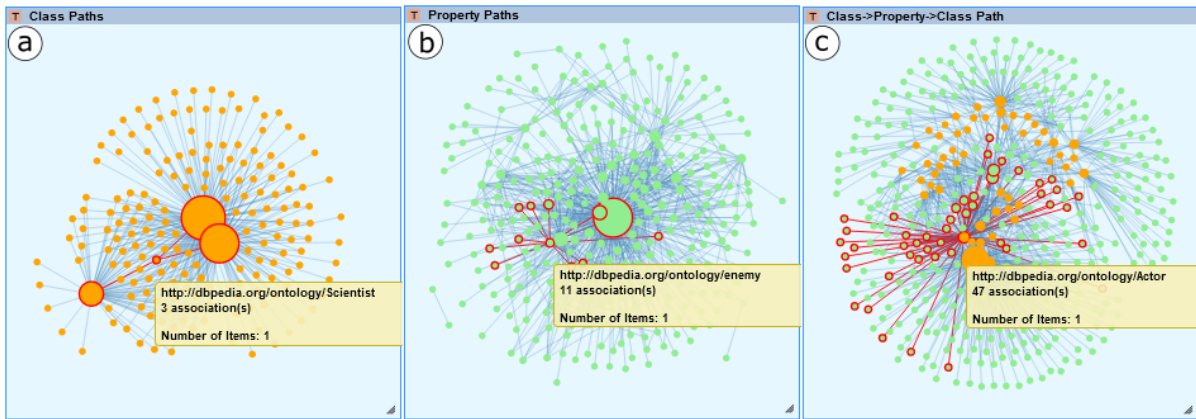 T Class Paths
a
http://dbpedia.org/ontology/Scientist
3 association(s)
Number of Items: 1
T Property Paths
b
http://dbpedia.org/ontology/enemy
11 association(s)
Number of Items: 1
T Class->Property->Class Path
c
http://dbpedia.org/ontology/Actor
47 association(s)
Number of Items: 1